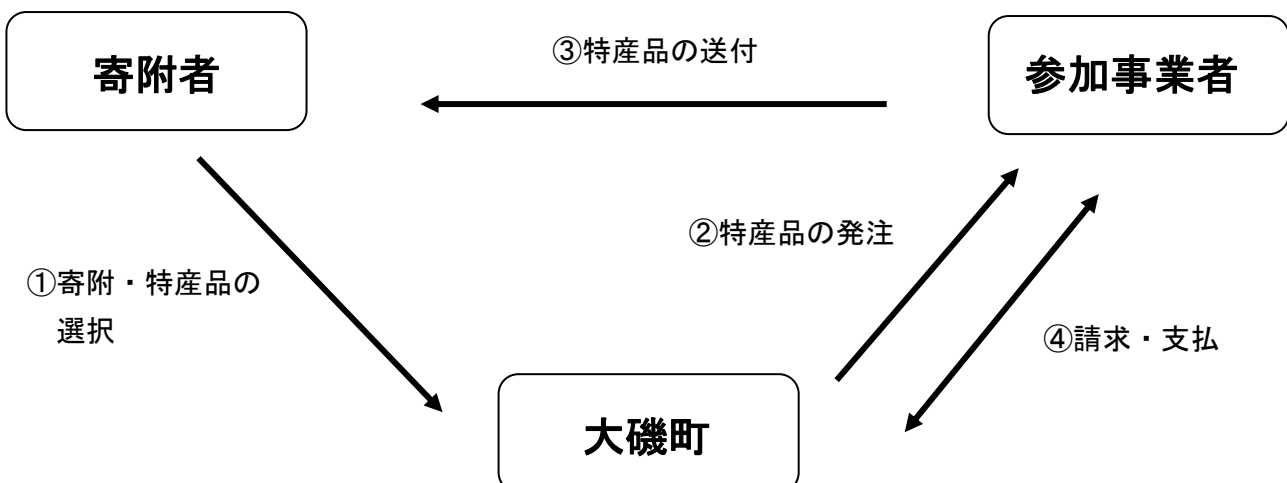 寄附者
③特産品の送付
参加事業者
②特産品の発注
①寄附・特産品の
選択
④請求・支払
大磯町